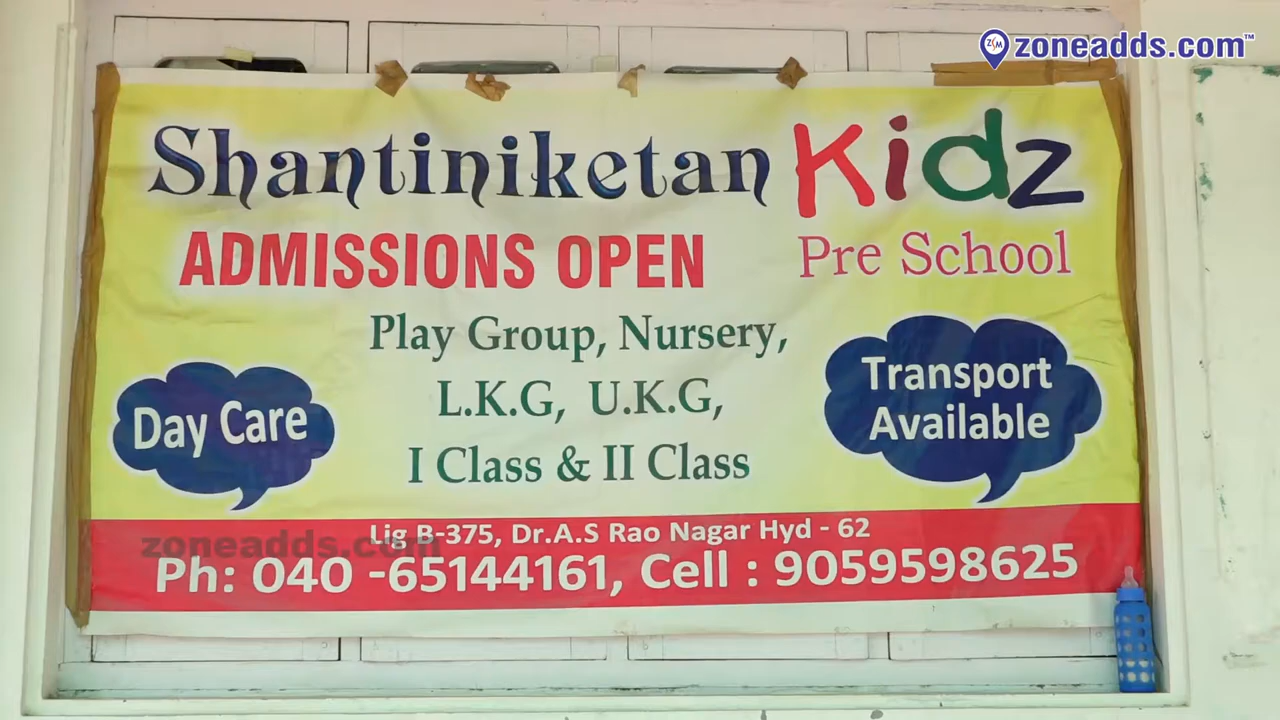 zoneadds.com™
Shantiniketan Kidz
ADMISSIONS OPEN
Pre School
Play Group, Nursery,
L.K.G, U.K.G,
I Class & II Class
Day Care
Transport
Available
Lig B-375, Dr.A.S Rao Nagar Hyd - 62
zoneadds.com
Ph: 040 -65144161, Cell : 9059598625